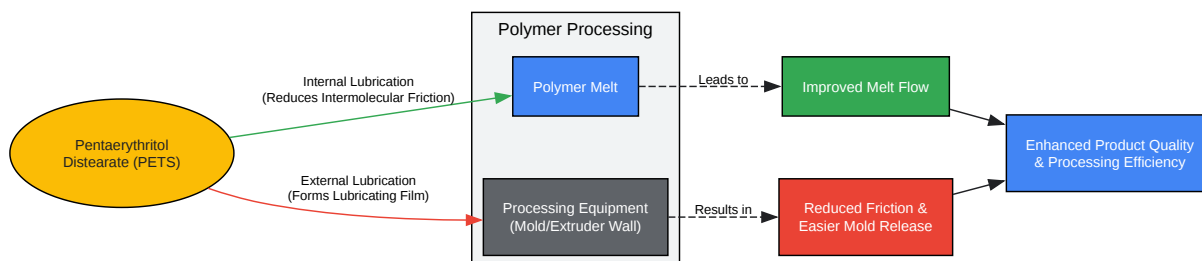 Polymer Processing
Internal Lubrication
(Reduces Intermolecular Friction)
Polymer Melt
Leads to
Improved Melt Flow
Pentaerythritol
Distearate (PETS)
Enhanced Product Quality
& Processing Efficiency
External Lubrication
(Forms Lubricating Film)
Processing Equipment
(Mold/Extruder Wall)
Results in
Reduced Friction &
Easier Mold Release